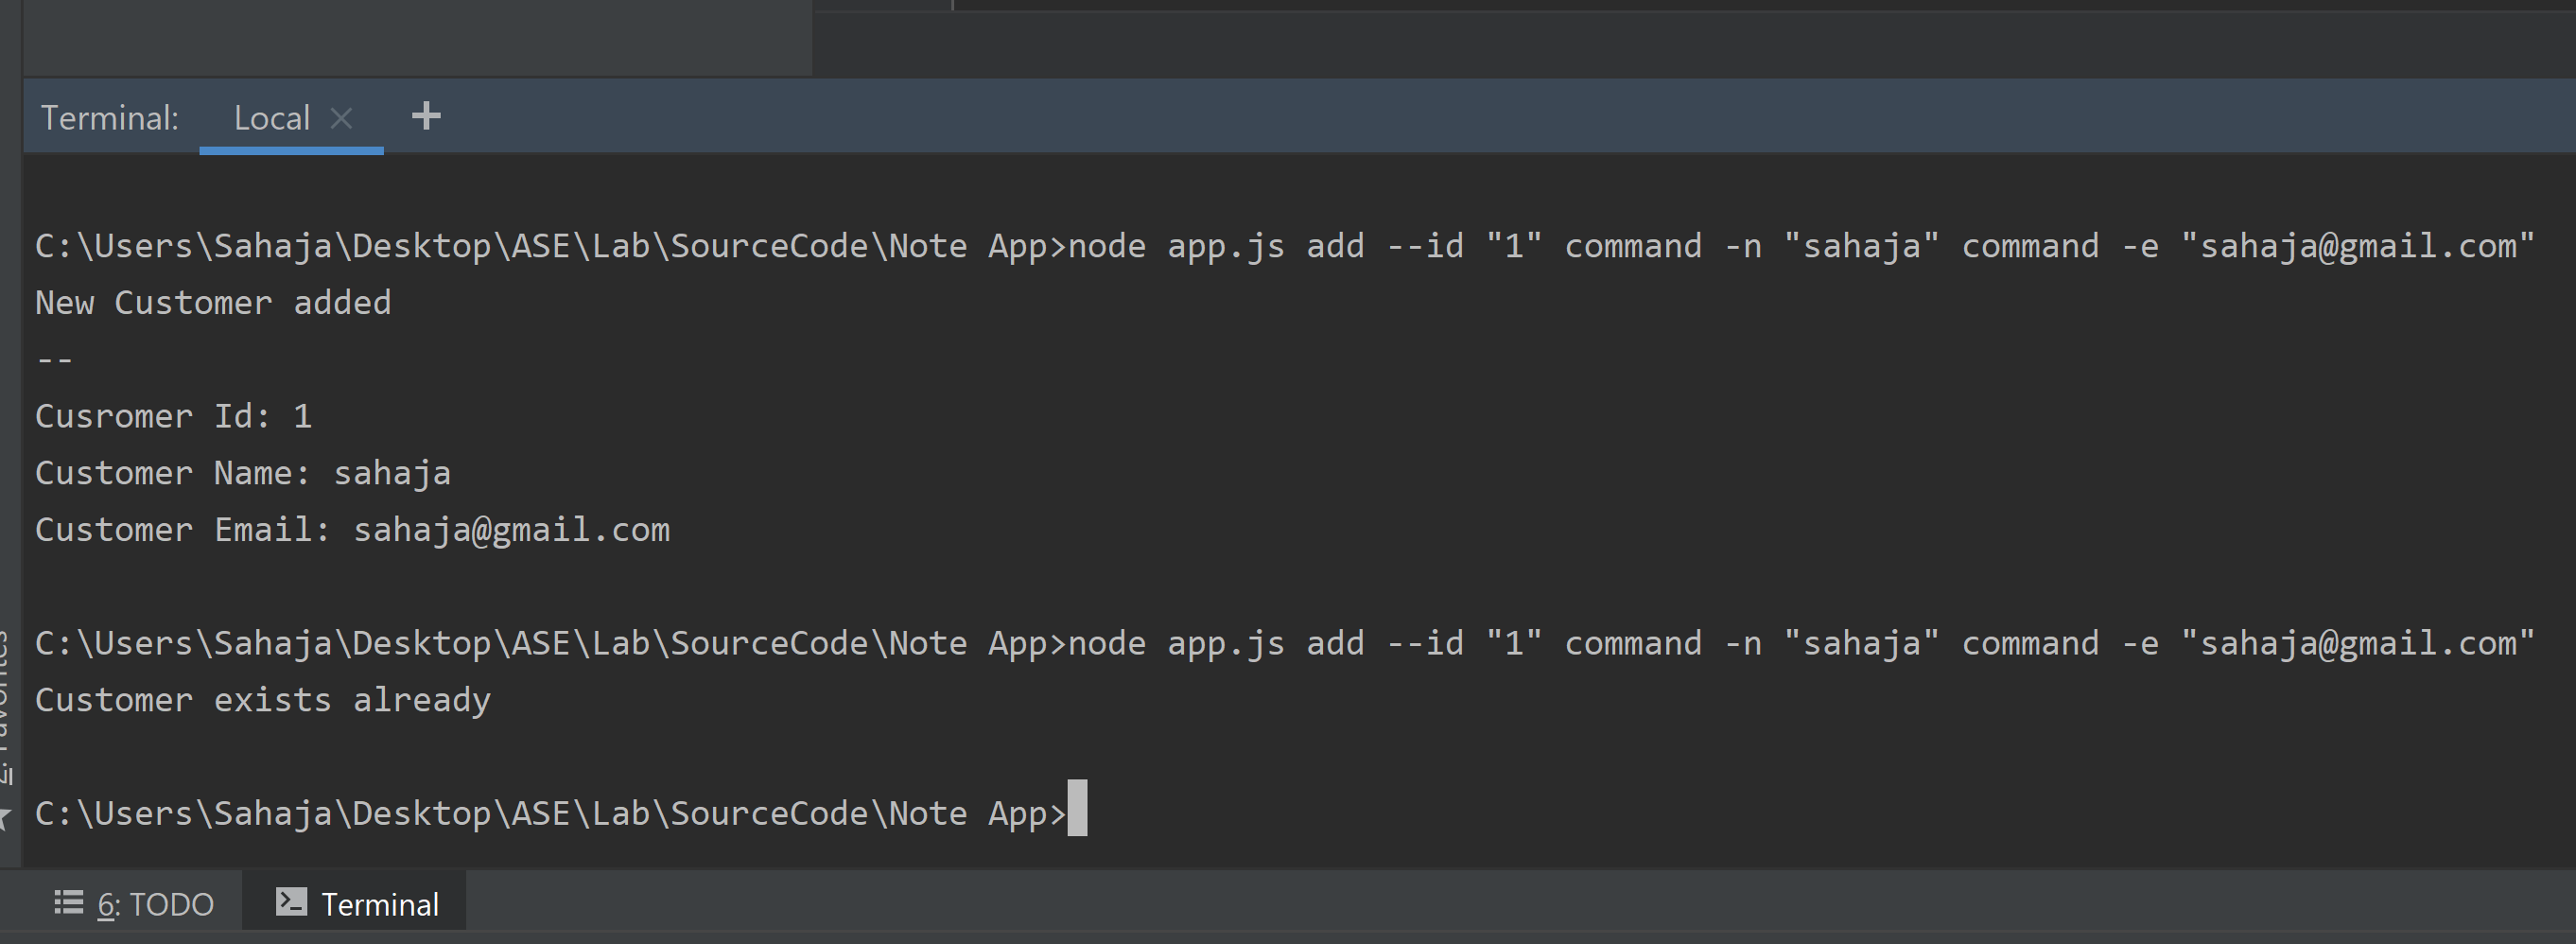 Terminal: Local × +
C:\Users\Sahaja\Desktop\ASE\Lab\SourceCode\Note App>node app.js add --id "1" command -n "sahaja" command -e "sahaja@gmail.com"
New Customer added
--
Cusromer Id: 1
Customer Name: sahaja
Customer Email: sahaja@gmail.com
C:\Users\Sahaja\Desktop\ASE\Lab\SourceCode\Note App>node app.js add --id "1" command -n "sahaja" command -e "sahaja@gmail.com"
Customer exists already
C:\Users\Sahaja\Desktop\ASE\Lab\SourceCode\Note App>
6: TODO Terminal